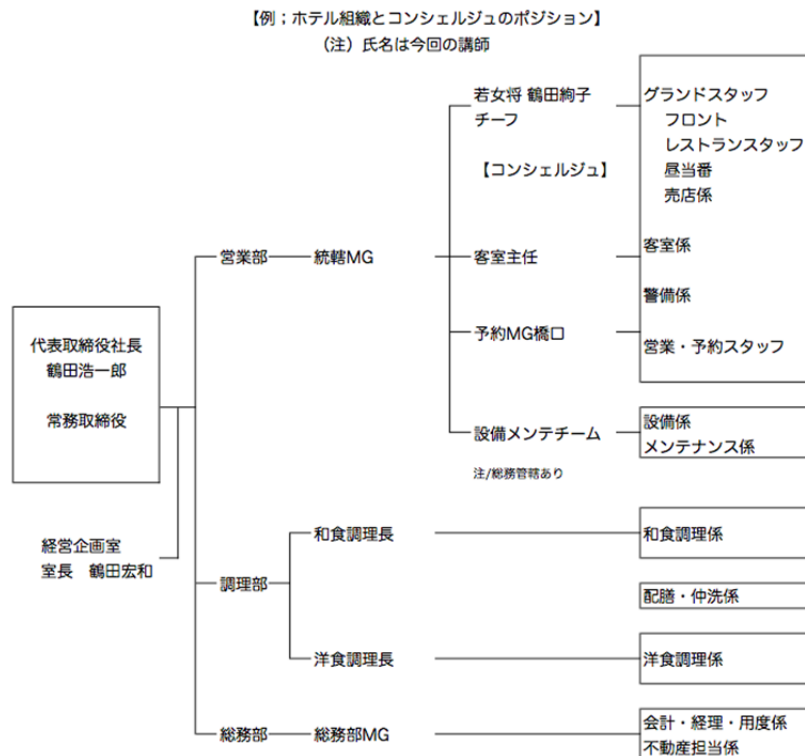 【例；ホテル組織とコンシェルジュのポジション】
（注）氏名は今回の講師
若女将 鶴田絢子
チーフ
【コンシェルジュ】
グランドスタッフ
フロント
レストランスタッフ
昼当番
売店係
営業部
統轄MG
客室主任
客室係
警備係
予約MG橋口
営業・予約スタッフ
代表取締役社長
鶴田浩一郎
常務取締役
設備メンテチーム
注/総務管轄あり
設備係
メンテナンス係
経営企画室
室長　鶴田宏和
調理部
和食調理長
和食調理係
配膳・仲洗係
洋食調理長
洋食調理係
総務部
総務部MG
会計・経理・用度係
不動産担当係